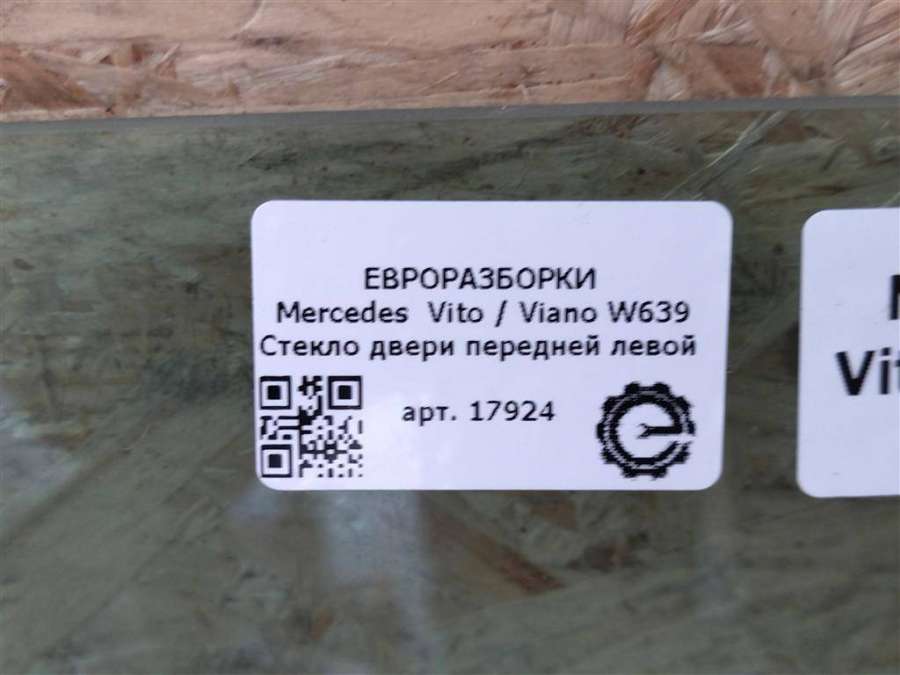 ЕВРОРАЗБОРКИ
Mercedes Vito / Viano W639
Стекло двери передней левой
арт. 17924